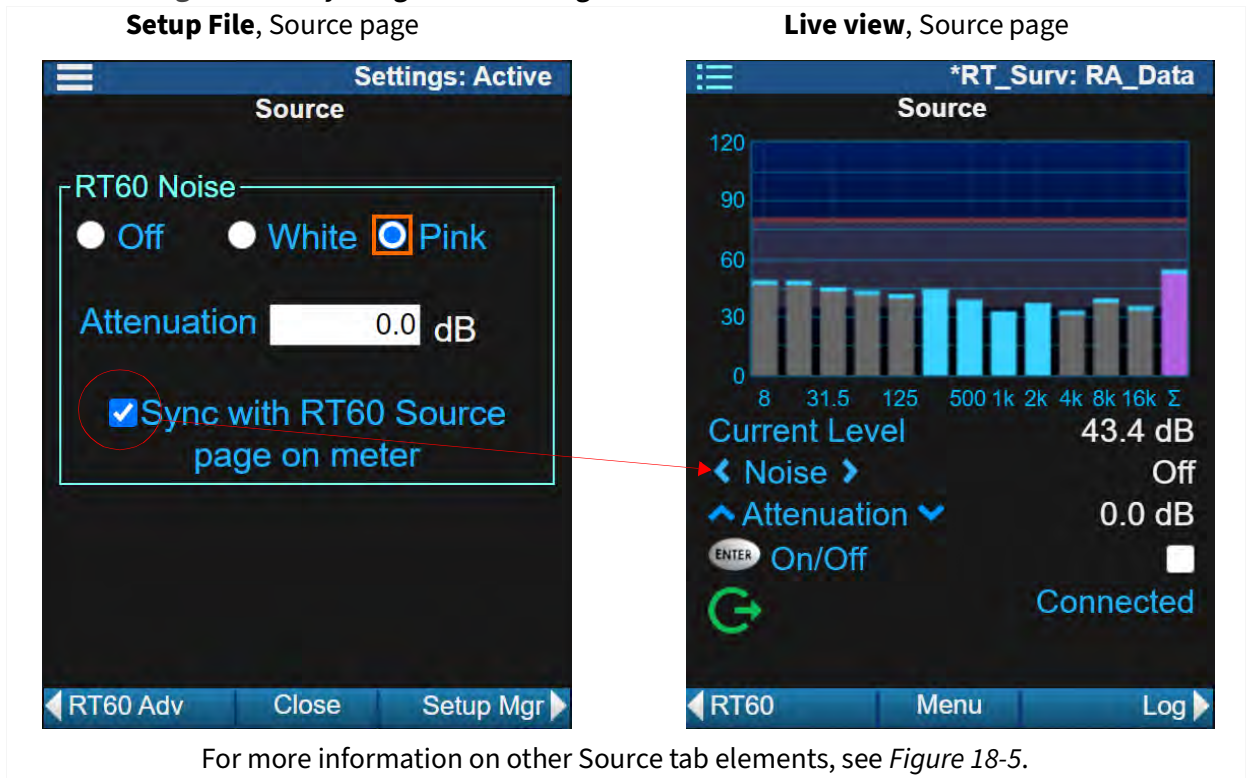 Setup File, Source page
Settings: Active
Source
RT60 Noise
Off White Pink
Attenuation 0.0 dB
Sync with RT60 Source
page on meter
RT60 Adv Close Setup Mgr
Live view, Source page
*RT_Surv: RA_Data
Source
120
90
60
30
0
8 31.5 125 500 1k 2k 4k 8k 16k Σ
Current Level 43.4 dB
Noise Off
Attenuation 0.0 dB
ENTER On/Off
Connected
RT60 Menu Log
For more information on other Source tab elements, see Figure 18-5.